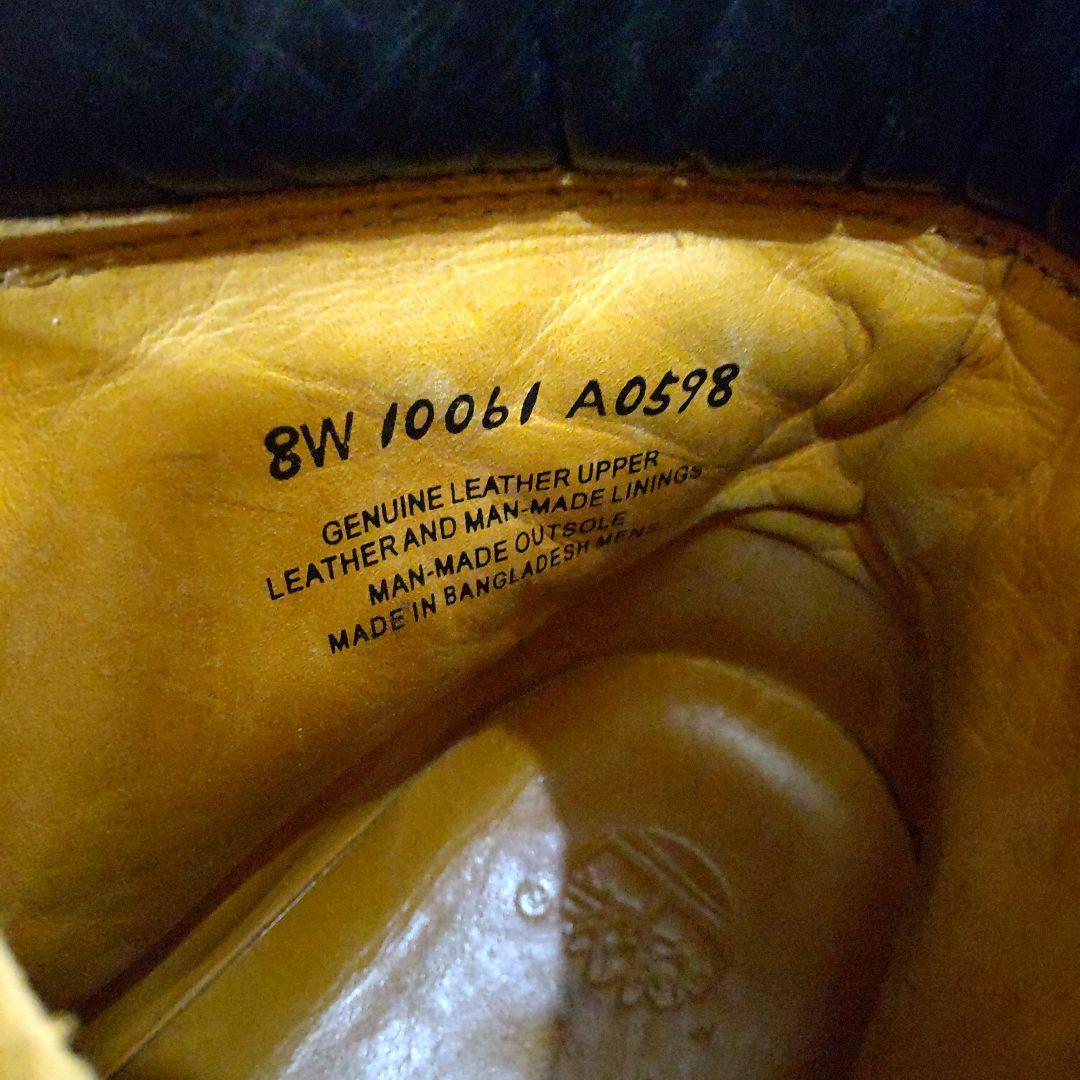 8W 10061 A0598
GENUINE LEATHER UPPER
LEATHER AND MAN-MADE LININGS
MAN-MADE OUTSOLE
MADE IN BANGLADESH MENS